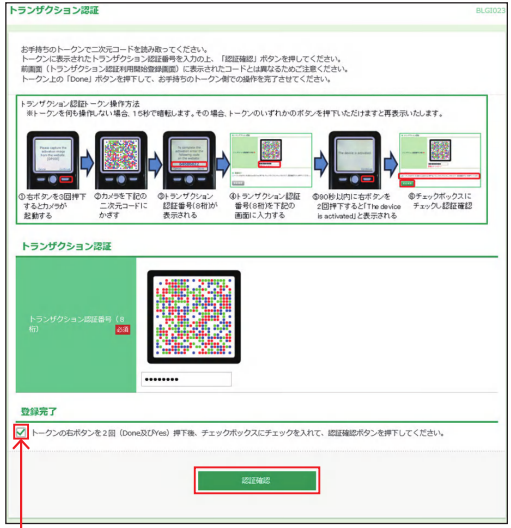 トランザクション認証
BLGI023
お手持ちのトークンで二次元コードを読み取ってください。
トークンに表示されたトランザクション認証番号を入力の上、「認証確認」ボタンを押してください。
前画面（トランザクション認証利用開始登録画面）に表示されたコードとは異なるためご注意ください。
トークン上の「Done」ボタンを押下して、お手持ちのトークン側での操作を完了させてください。
トランザクション認証トークン操作方法
※トークンを何も操作しない場合、15秒で暗転します。その場合、トークンのいずれかのボタンを押下いただけますと再表示いたします。
①右ボタンを3回押下
するとカメラが
起動する
②カメラを下記の
二次元コードに
かざす
③トランザクション
認証番号(8桁)が
表示される
④トランザクション認証
番号(8桁)を下記の
画面に入力する
⑤90秒以内に右ボタンを
2回押下すると「The device
is activated」と表示される
⑥チェックボックスに
チェックし認証確認
トランザクション認証
トランザクション認証番号（8
桁）
必須
••••••••
登録完了
トークンの右ボタンを２回（Done及びYes）押下後、チェックボックスにチェックを入れて、認証確認ボタンを押下してください。
認証確認